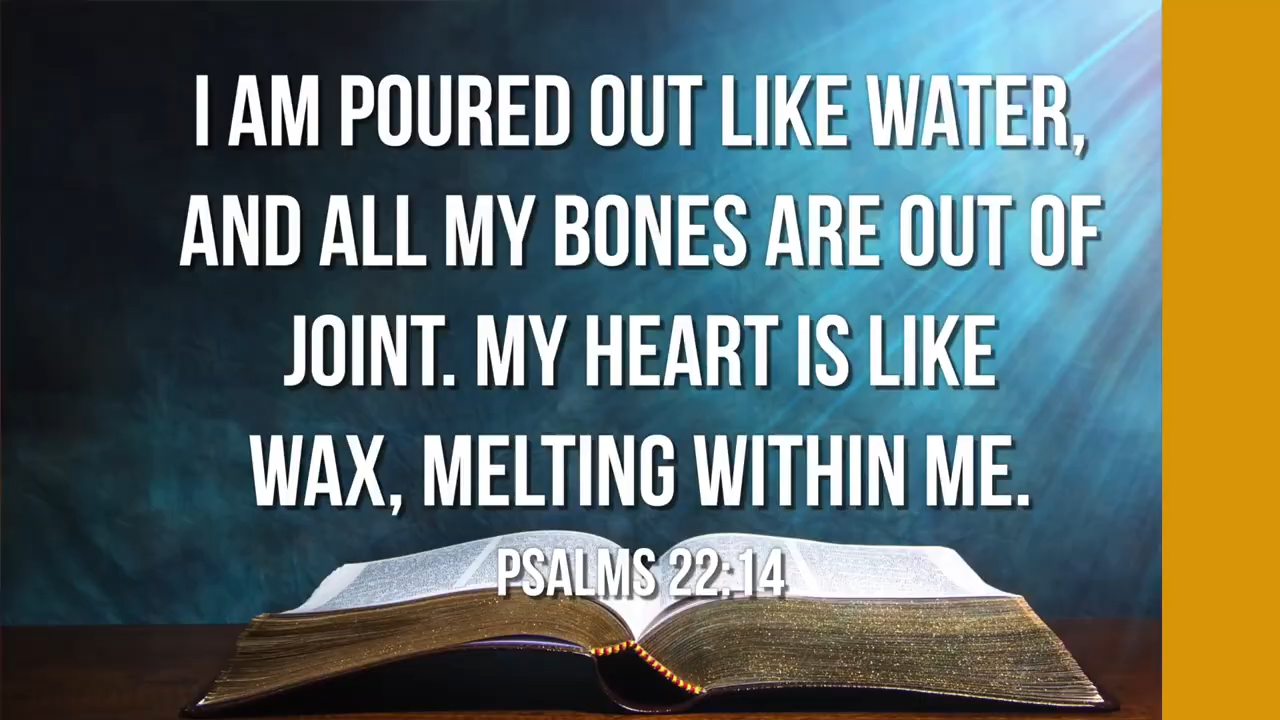 I AM POURED OUT LIKE WATER,
AND ALL MY BONES ARE OUT OF
JOINT. MY HEART IS LIKE
WAX, MELTING WITHIN ME.
PSALMS 22:14